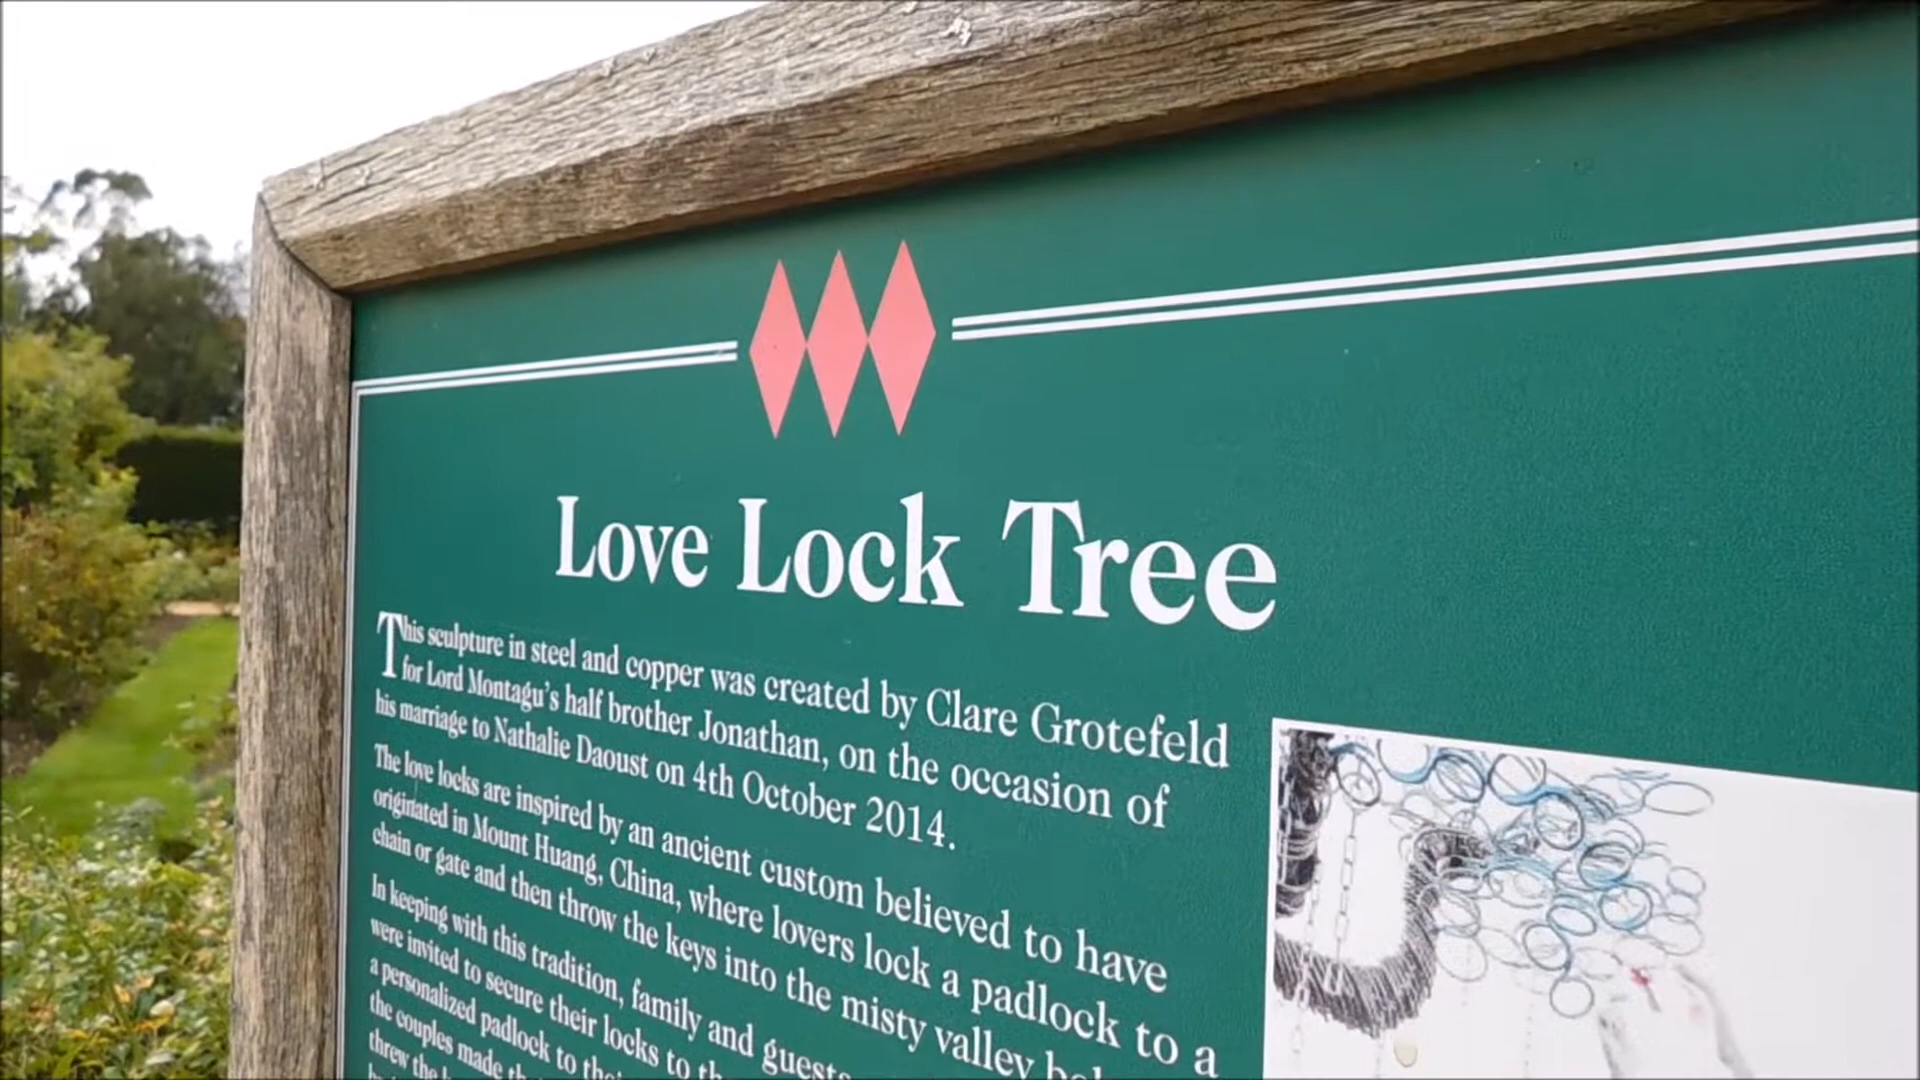 Love Lock Tree
This sculpture in steel and copper was created by Clare Grotefeld
for Lord Montagu's half brother Jonathan, on the occasion of
his marriage to Nathalie Daoust on 4th October 2014.
The love locks are inspired by an ancient custom believed to have
originated in Mount Huang, China, where lovers lock a padlock to a
chain or gate and then throw the keys into the misty valley
In keeping with this tradition, family and guests
were invited to secure their locks to
a personalized padlock to
the couples made
threw the